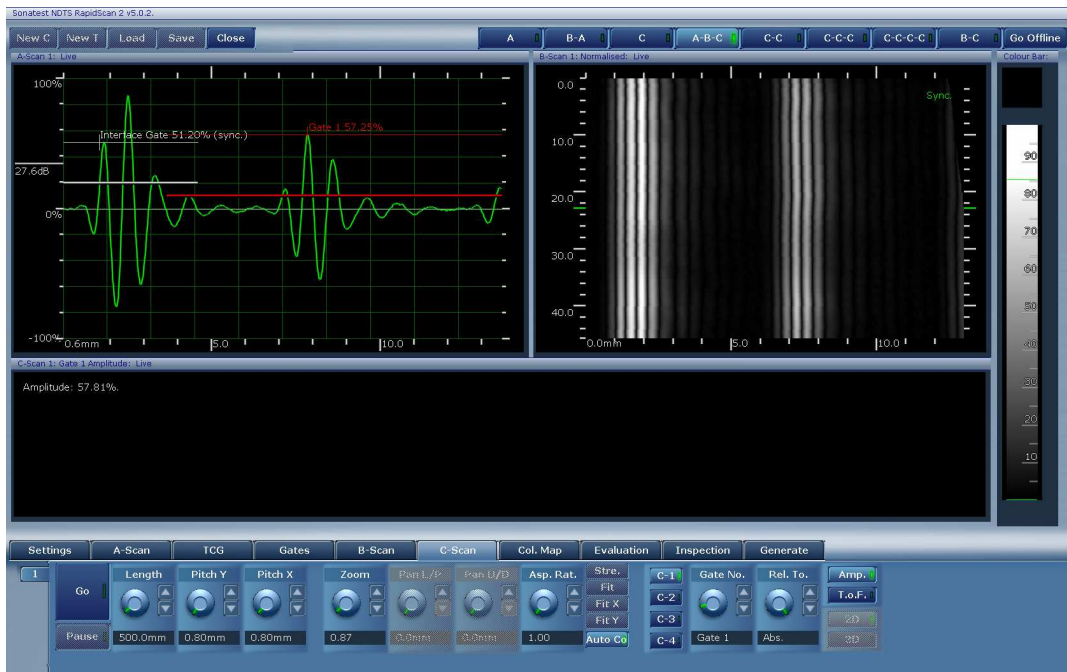 Sonatest NDTS RapidScan 2 v5.0.2.
New C New T Load Save Close A B-A C A-B-C C-C C-C-C C-C-C-C B-C Go Offline
A-Scan 1: Live
B-Scan 1: Normalised: Live
Colour Bar:
100%
Interface Gate 51.20% (sync.)
Gate 1 57.25%
27.6dB
0%
-100%
0.6mm 5.0 10.0
0.0
Sync.
10.0
20.0
30.0
40.0
0.0mm 5.0 10.0
90
80
70
60
50
40
30
20
10
C-Scan 1: Gate 1 Amplitude: Live
Amplitude: 57.81%.
Settings A-Scan TCG Gates B-Scan C-Scan Col. Map Evaluation Inspection Generate
1
Go
Pause
Length Pitch Y Pitch X Zoom Pan L/R Pan U/D Asp. Rat.
500.0mm 0.80mm 0.80mm 0.87 0.0mm 0.0mm 1.00
Stre.
Fit
Fit X
Fit Y
Auto Co
C-1
C-2
C-3
C-4
Gate No. Rel. To.
Gate 1 Abs.
Amp.
T.o.F.
2D
3D